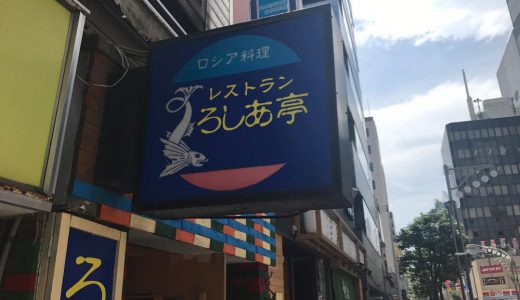 ロシア料理
レストラン
ろしあ亭
ろ